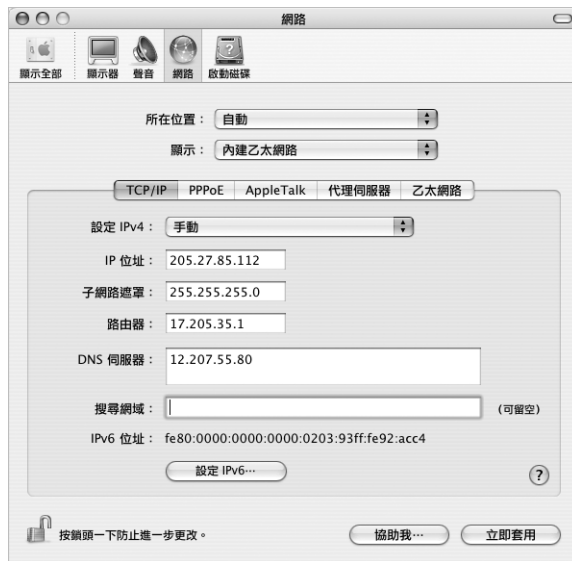 網路
顯示全部 顯示器 聲音 網路 啟動磁碟
所在位置： 自動
顯示： 內建乙太網路
TCP/IP PPPoE AppleTalk 代理伺服器 乙太網路
設定 IPv4： 手動
IP 位址： 205.27.85.112
子網路遮罩： 255.255.255.0
路由器： 17.205.35.1
DNS 伺服器： 12.207.55.80
搜尋網域： (可留空)
IPv6 位址： fe80:0000:0000:0000:0203:93ff:fe92:acc4
設定 IPv6⋯
?
按鎖頭一下防止進一步更改。 協助我⋯ 立即套用